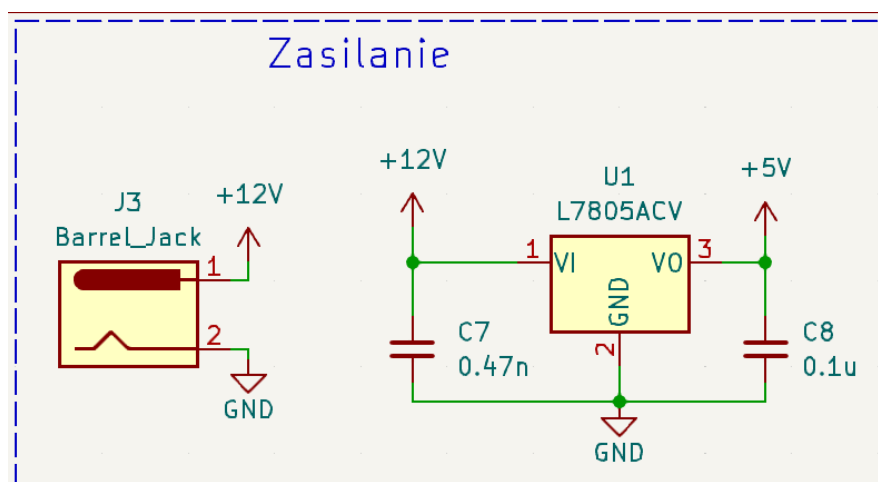 Zasilanie
J3
Barrel_Jack
+12V
1
2
GND
+12V
U1
L7805ACV
+5V
1
VI
VO
3
GND
2
C7
0.47n
C8
0.1u
GND